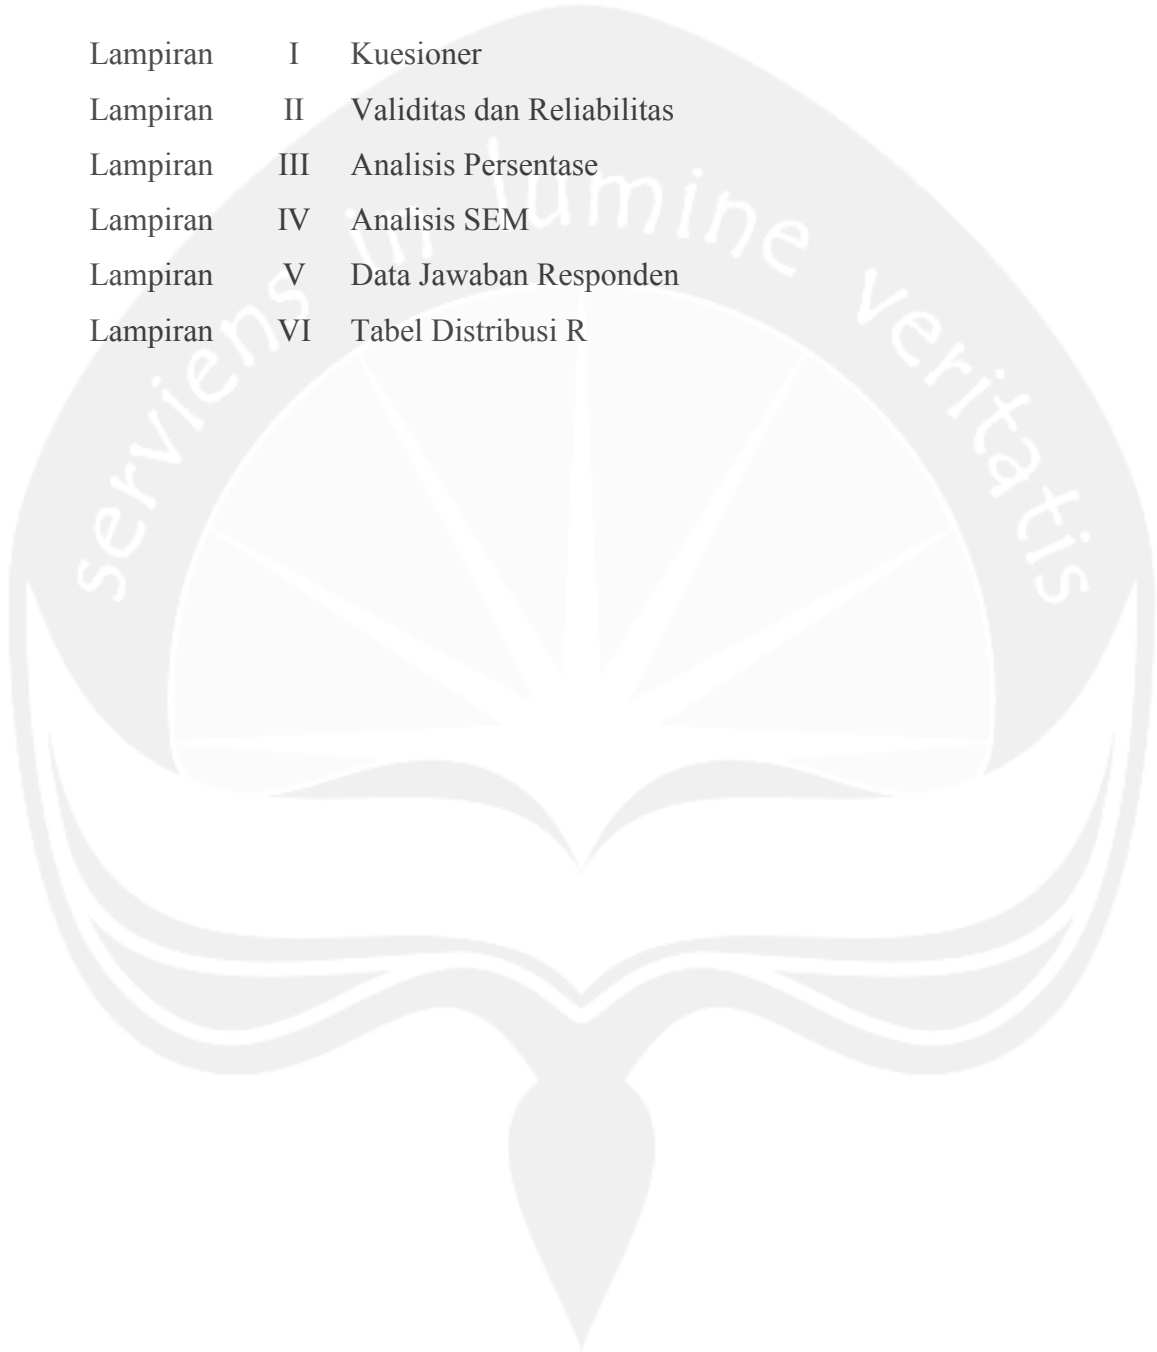 Lampiran I Kuesioner
Lampiran II Validitas dan Reliabilitas
Lampiran III Analisis Persentase
Lampiran IV Analisis SEM
Lampiran V Data Jawaban Responden
Lampiran VI Tabel Distribusi R
serviens in lumine veritatis